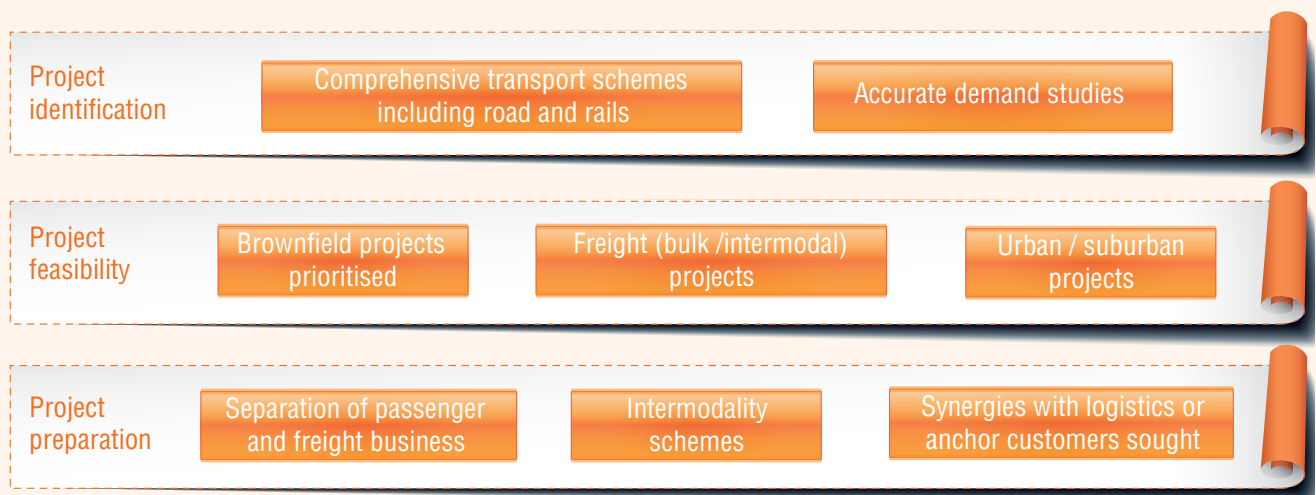 Project
identification
Comprehensive transport schemes
including road and rails
Accurate demand studies
Project
feasibility
Brownfield projects
prioritised
Freight (bulk /intermodal)
projects
Urban / suburban
projects
Project
preparation
Separation of passenger
and freight business
Intermodality
schemes
Synergies with logistics or
anchor customers sought